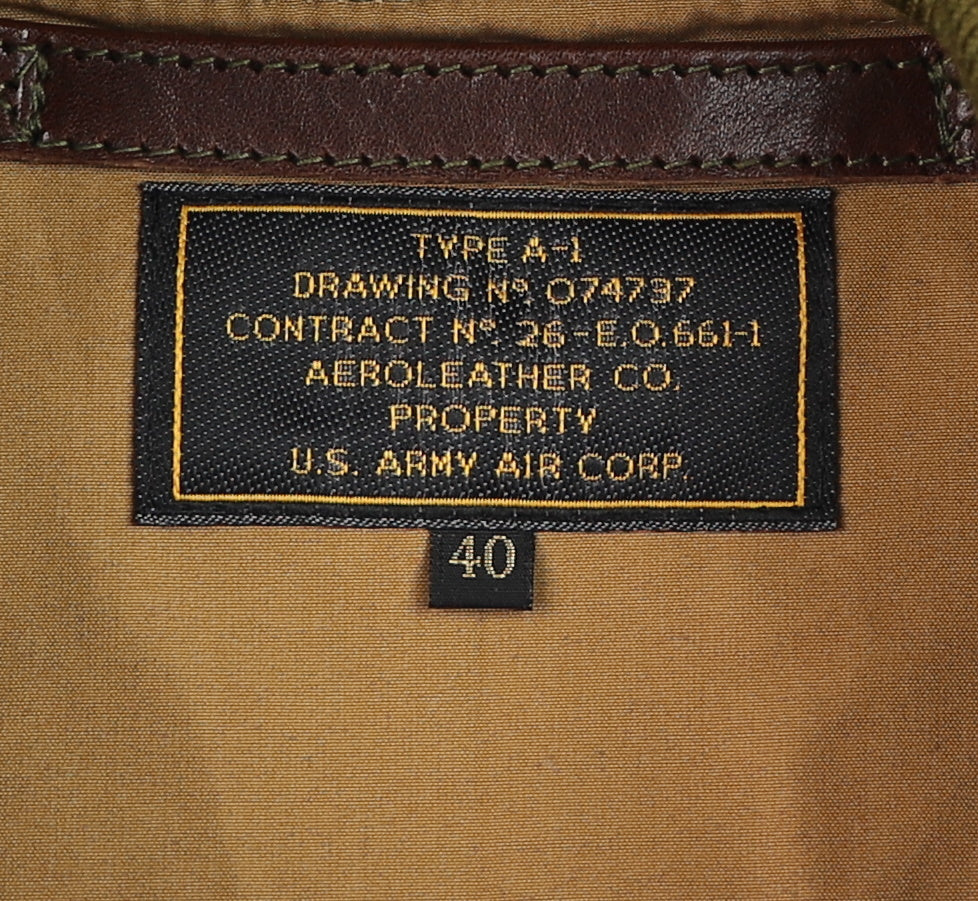 TYPE A-1
DRAWING Nº. 074737
CONTRACT Nº. 26-E.O.661-1
AEROLEATHER CO.
PROPERTY
U.S. ARMY AIR CORP.
40